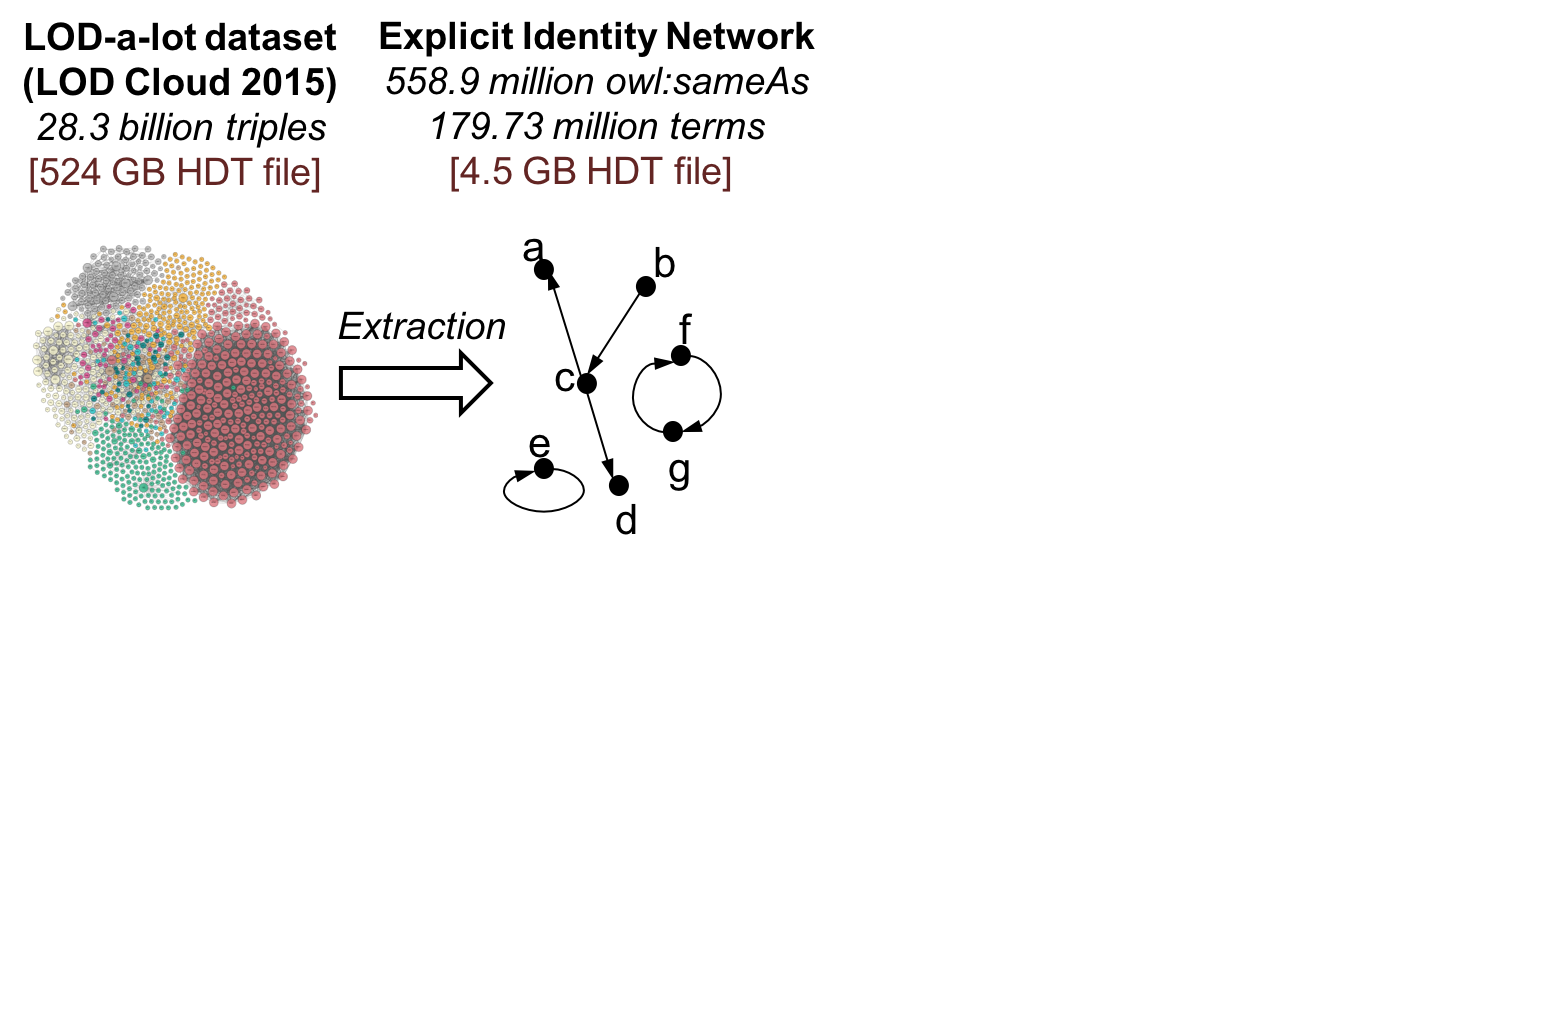 LOD-a-lot dataset
(LOD Cloud 2015)
28.3 billion triples
[524 GB HDT file]
Explicit Identity Network
558.9 million owl:sameAs
179.73 million terms
[4.5 GB HDT file]
Extraction
a
b
f
c
e
g
d